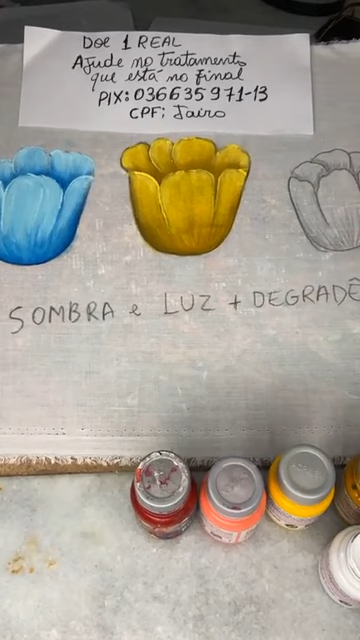 DOE 1 REAL
Ajude no tratamento
que está no final
PIX: 036635971-13
CPF: Jairo
SOMBRA e LUZ + DEGRADÊ